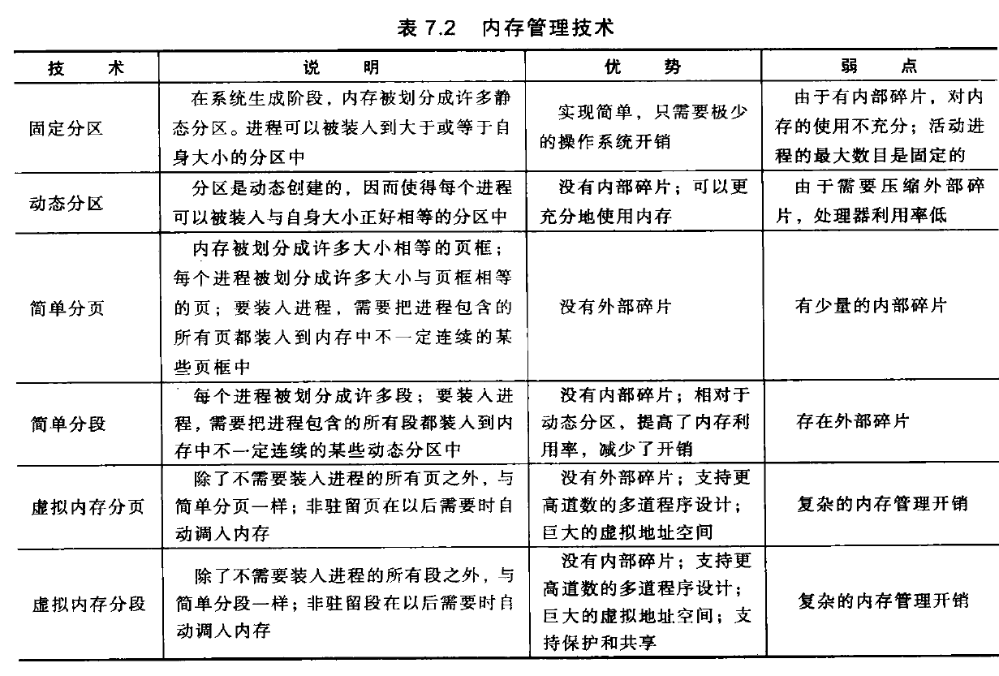 表 7.2 内存管理技术
技 术 说 明 优 势 弱 点
固定分区
在系统生成阶段，内存被划分成许多静
态分区。进程可以被装入到大于或等于自
身大小的分区中
实现简单，只需要极少
的操作系统开销
由于有内部碎片，对内
存的使用不充分；活动进
程的最大数目是固定的
动态分区
分区是动态创建的，因而使得每个进程
可以被装入与自身大小正好相等的分区中
没有内部碎片；可以更
充分地使用内存
由于需要压缩外部碎
片，处理器利用率低
简单分页
内存被划分成许多大小相等的页框；
每个进程被划分成许多大小与页框相等
的页；要装入进程，需要把进程包含的
所有页都装入到内存中不一定连续的某
些页框中
没有外部碎片
有少量的内部碎片
简单分段
每个进程被划分成许多段；要装入进
程，需要把进程包含的所有段都装入到内
存中不一定连续的某些动态分区中
没有内部碎片；相对于
动态分区，提高了内存利
用率，减少了开销
存在外部碎片
虚拟内存分页
除了不需要装入进程的所有页之外，与
简单分页一样；非驻留页在以后需要时自
动调入内存
没有外部碎片；支持更
高道数的多道程序设计；
巨大的虚拟地址空间
复杂的内存管理开销
虚拟内存分段
除了不需要装入进程的所有段之外，与
简单分段一样；非驻留段在以后需要时自
动调入内存
没有内部碎片；支持更
高道数的多道程序设计；
巨大的虚拟地址空间；支
持保护和共享
复杂的内存管理开销